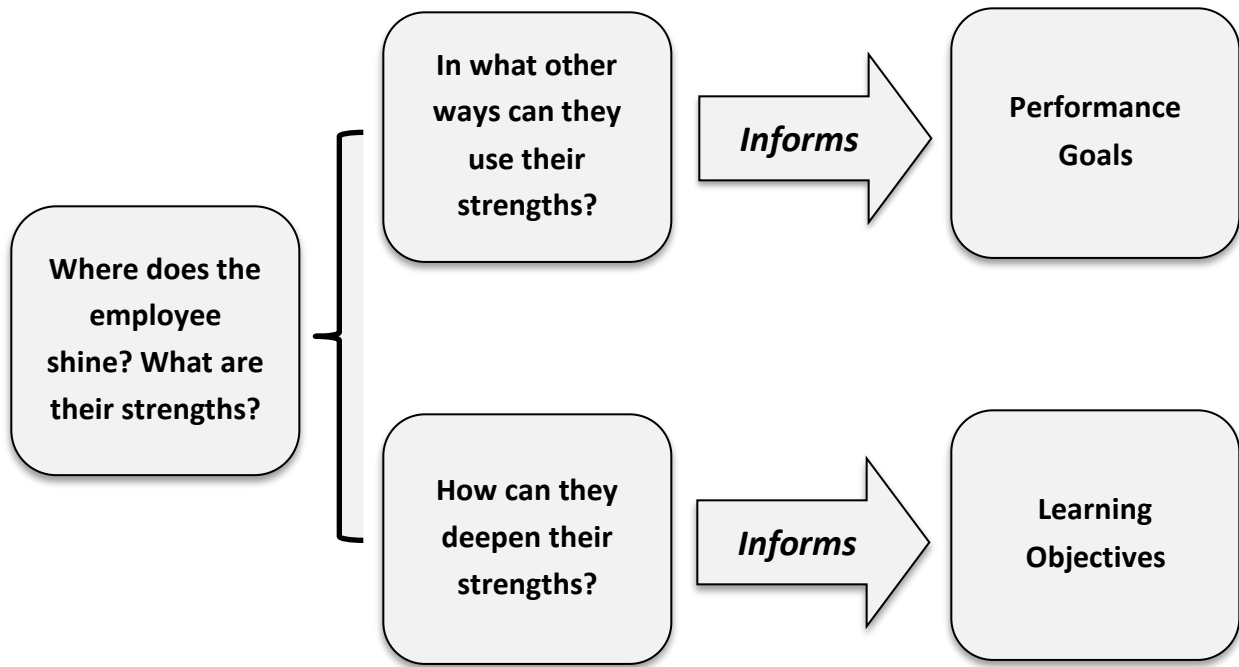 Where does the
employee
shine? What are
their strengths?
In what other
ways can they
use their
strengths?
Informs
Performance
Goals
How can they
deepen their
strengths?
Informs
Learning
Objectives